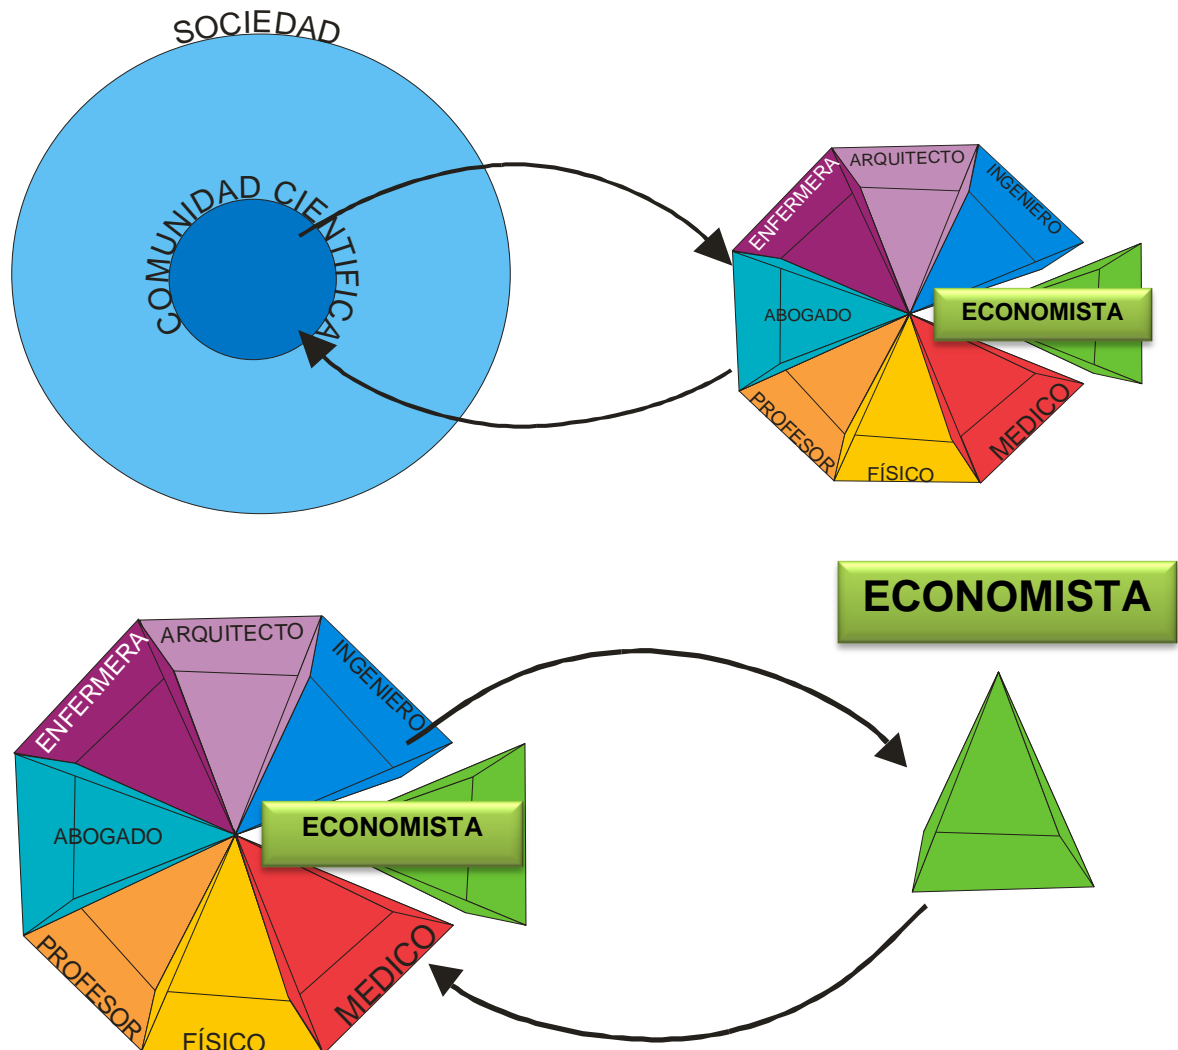 SOCIEDAD
COMUNIDAD CIENTIFICA
ENFERMERA
ARQUITECTO
INGENIERO
ABOGADO
ECONOMISTA
PROFESOR
FÍSICO
MEDICO
ECONOMISTA
ENFERMERA
ARQUITECTO
INGENIERO
ABOGADO
ECONOMISTA
PROFESOR
FÍSICO
MEDICO